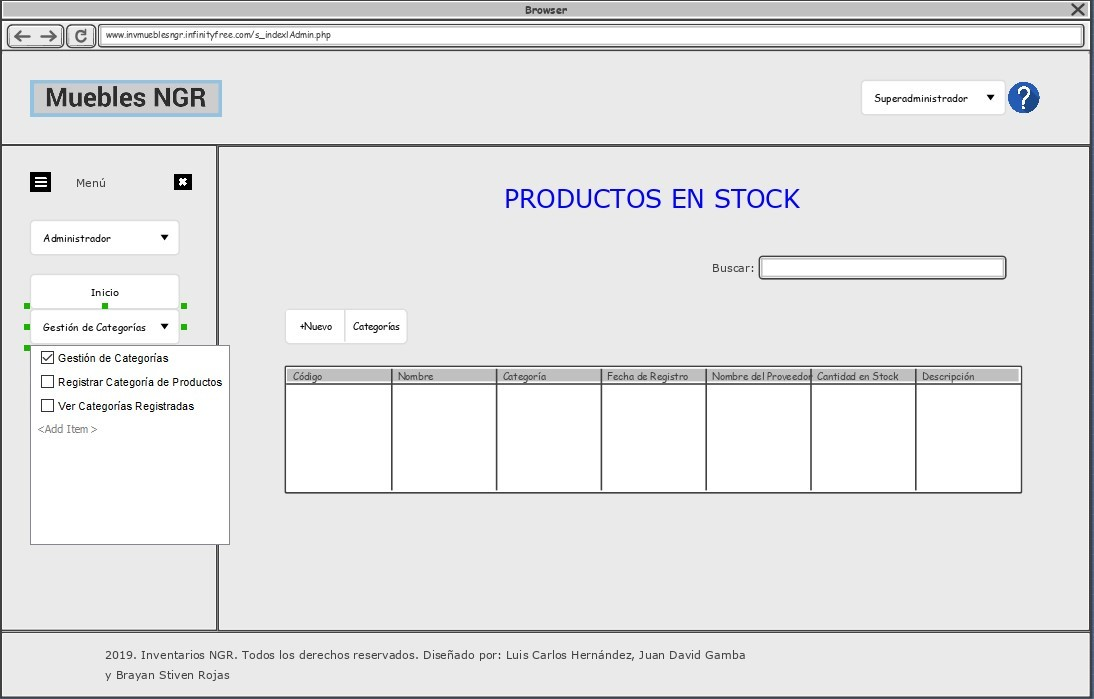 Browser
www.invmueblesngr.infinityfree.com/s_index1Admin.php
Muebles NGR
Superadministrador
?
Menú
PRODUCTOS EN STOCK
Administrador
Buscar:
Inicio
Gestión de Categorías
+Nuevo
Categorías
Gestión de Categorías
Registrar Categoría de Productos
Ver Categorías Registradas
<Add Item >
Código
Nombre
Categoría
Fecha de Registro
Nombre del Proveedor
Cantidad en Stock
Descripción
2019. Inventarios NGR. Todos los derechos reservados. Diseñado por: Luis Carlos Hernández, Juan David Gamba
y Brayan Stiven Rojas